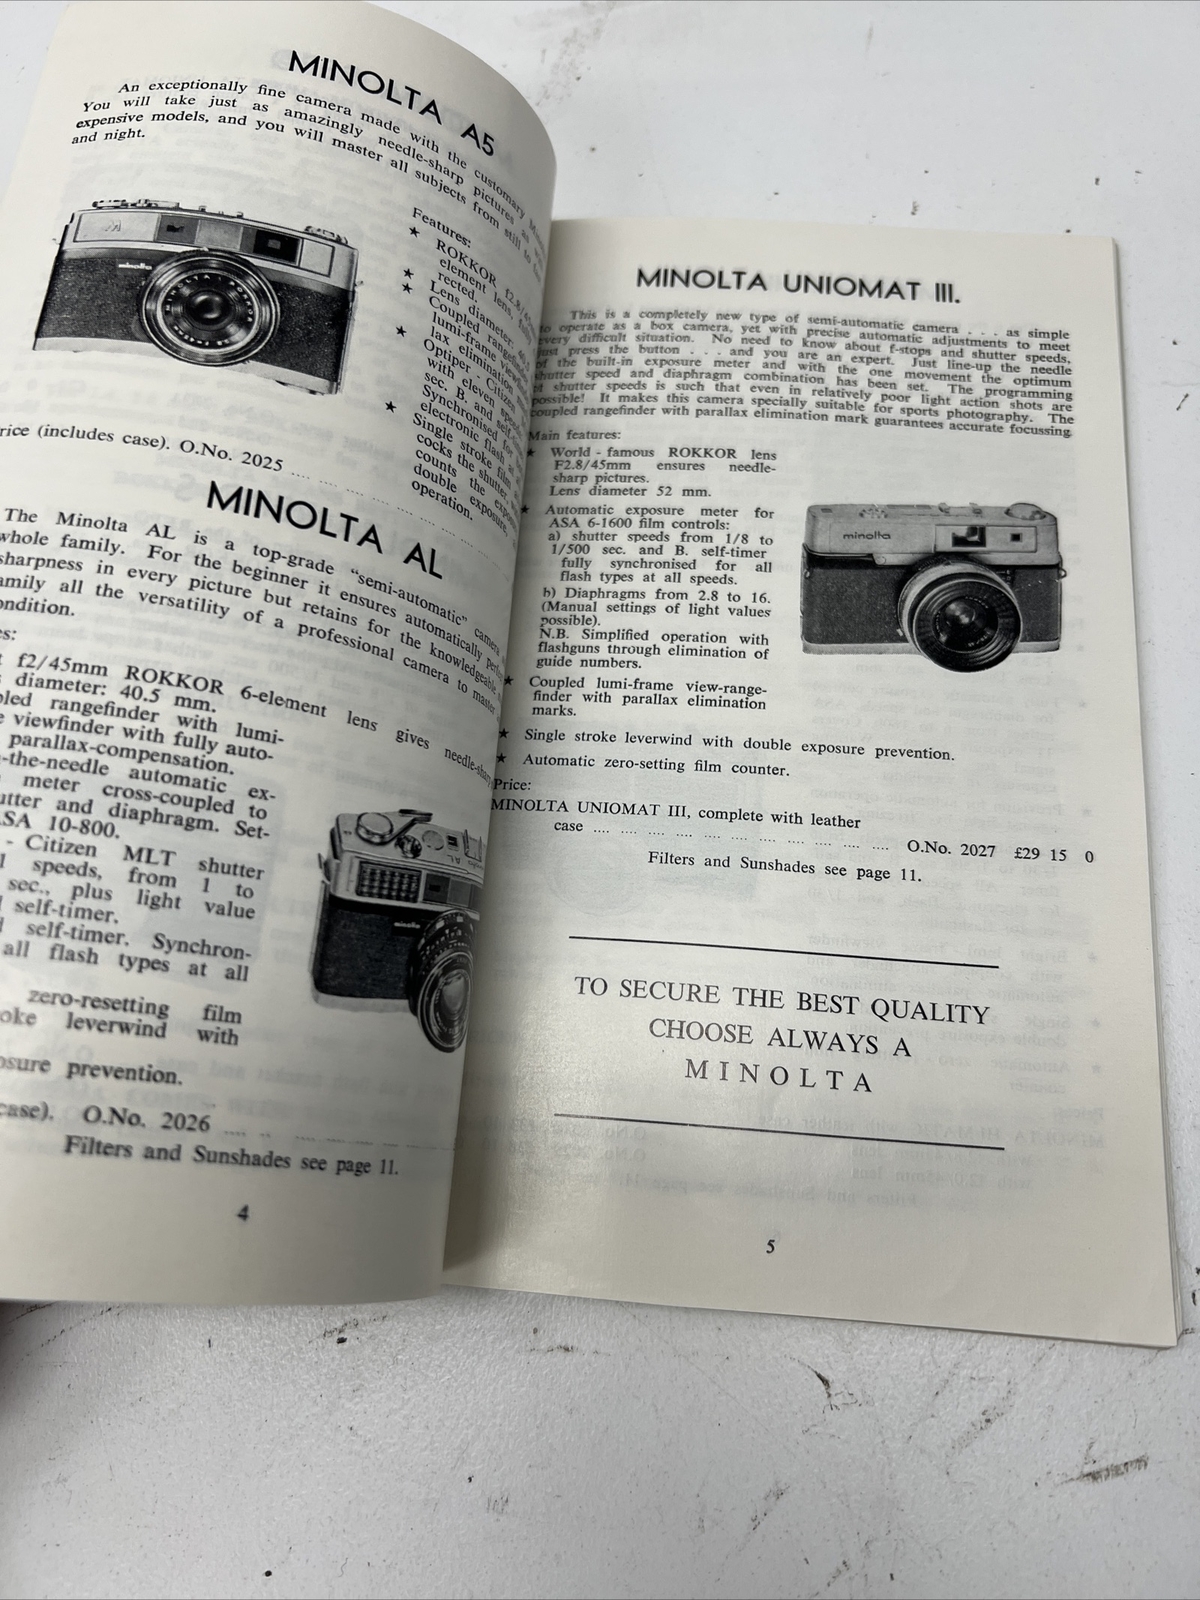 MINOLTA A5
An exceptionally fine camera made with the customary
You will take just as amazingly needle-sharp pictures as with
expensive models, and you will master all subjects from still to
and night.
Features:
★ ROKKOR f2.8/45
element lens, fully
rected.
★ Lens diameter: 40.5
★ Coupled rangefinder
lumi-frame viewfinder
lax elimination
★ Optiper - Citizen
with eleven speeds
sec. B. and self-
Synchronised for
electronic flash
★ Single stroke film
cocks the shutter,
counts the exposures
double exposure
operation.
rice (includes case). O.No. 2025 ....
MINOLTA AL
The Minolta AL is a top-grade "semi-automatic" camera
whole family. For the beginner it ensures automatically
sharpness in every picture but retains for the knowledgeable
amily all the versatility of a professional camera to master
ondition.
es:
f2/45mm ROKKOR 6-element lens gives needle-sharp
diameter: 40.5 mm.
pled rangefinder with lumi-
e viewfinder with fully auto-
parallax-compensation.
-the-needle automatic ex-
meter cross-coupled to
utter and diaphragm. Set-
ASA 10-800.
- Citizen MLT shutter
speeds, from 1 to
sec., plus light value
self-timer.
self-timer. Synchron-
all flash types at all
zero-resetting film
oke leverwind with
osure prevention.
case). O.No. 2026 ....
Filters and Sunshades see page 11.
4
MINOLTA UNIOMAT III.
This is a completely new type of semi-automatic camera . . . as simple
to operate as a box camera, yet with precise automatic adjustments to meet
every difficult situation. No need to know about f-stops and shutter speeds,
just press the button . . . and you are an expert. Just line-up the needle
of the built-in exposure meter and with the one movement the optimum
shutter speed and diaphragm combination has been set. The programming
of shutter speeds is such that even in relatively poor light action shots are
possible! It makes this camera specially suitable for sports photography. The
coupled rangefinder with parallax elimination mark guarantees accurate focussing.
Main features:
★ World - famous ROKKOR lens
F2.8/45mm ensures needle-
sharp pictures.
Lens diameter 52 mm.
★ Automatic exposure meter for
ASA 6-1600 film controls:
a) shutter speeds from 1/8 to
1/500 sec. and B. self-timer
fully synchronised for all
flash types at all speeds.
b) Diaphragms from 2.8 to 16.
(Manual settings of light values
possible).
N.B. Simplified operation with
flashguns through elimination of
guide numbers.
★ Coupled lumi-frame view-range-
finder with parallax elimination
marks.
★ Single stroke leverwind with double exposure prevention.
★ Automatic zero-setting film counter.
Price:
MINOLTA UNIOMAT III, complete with leather
case .... .... .... .... .... .... .... .... O.No. 2027 £29 15 0
Filters and Sunshades see page 11.
minolta
TO SECURE THE BEST QUALITY
CHOOSE ALWAYS A
MINOLTA
5